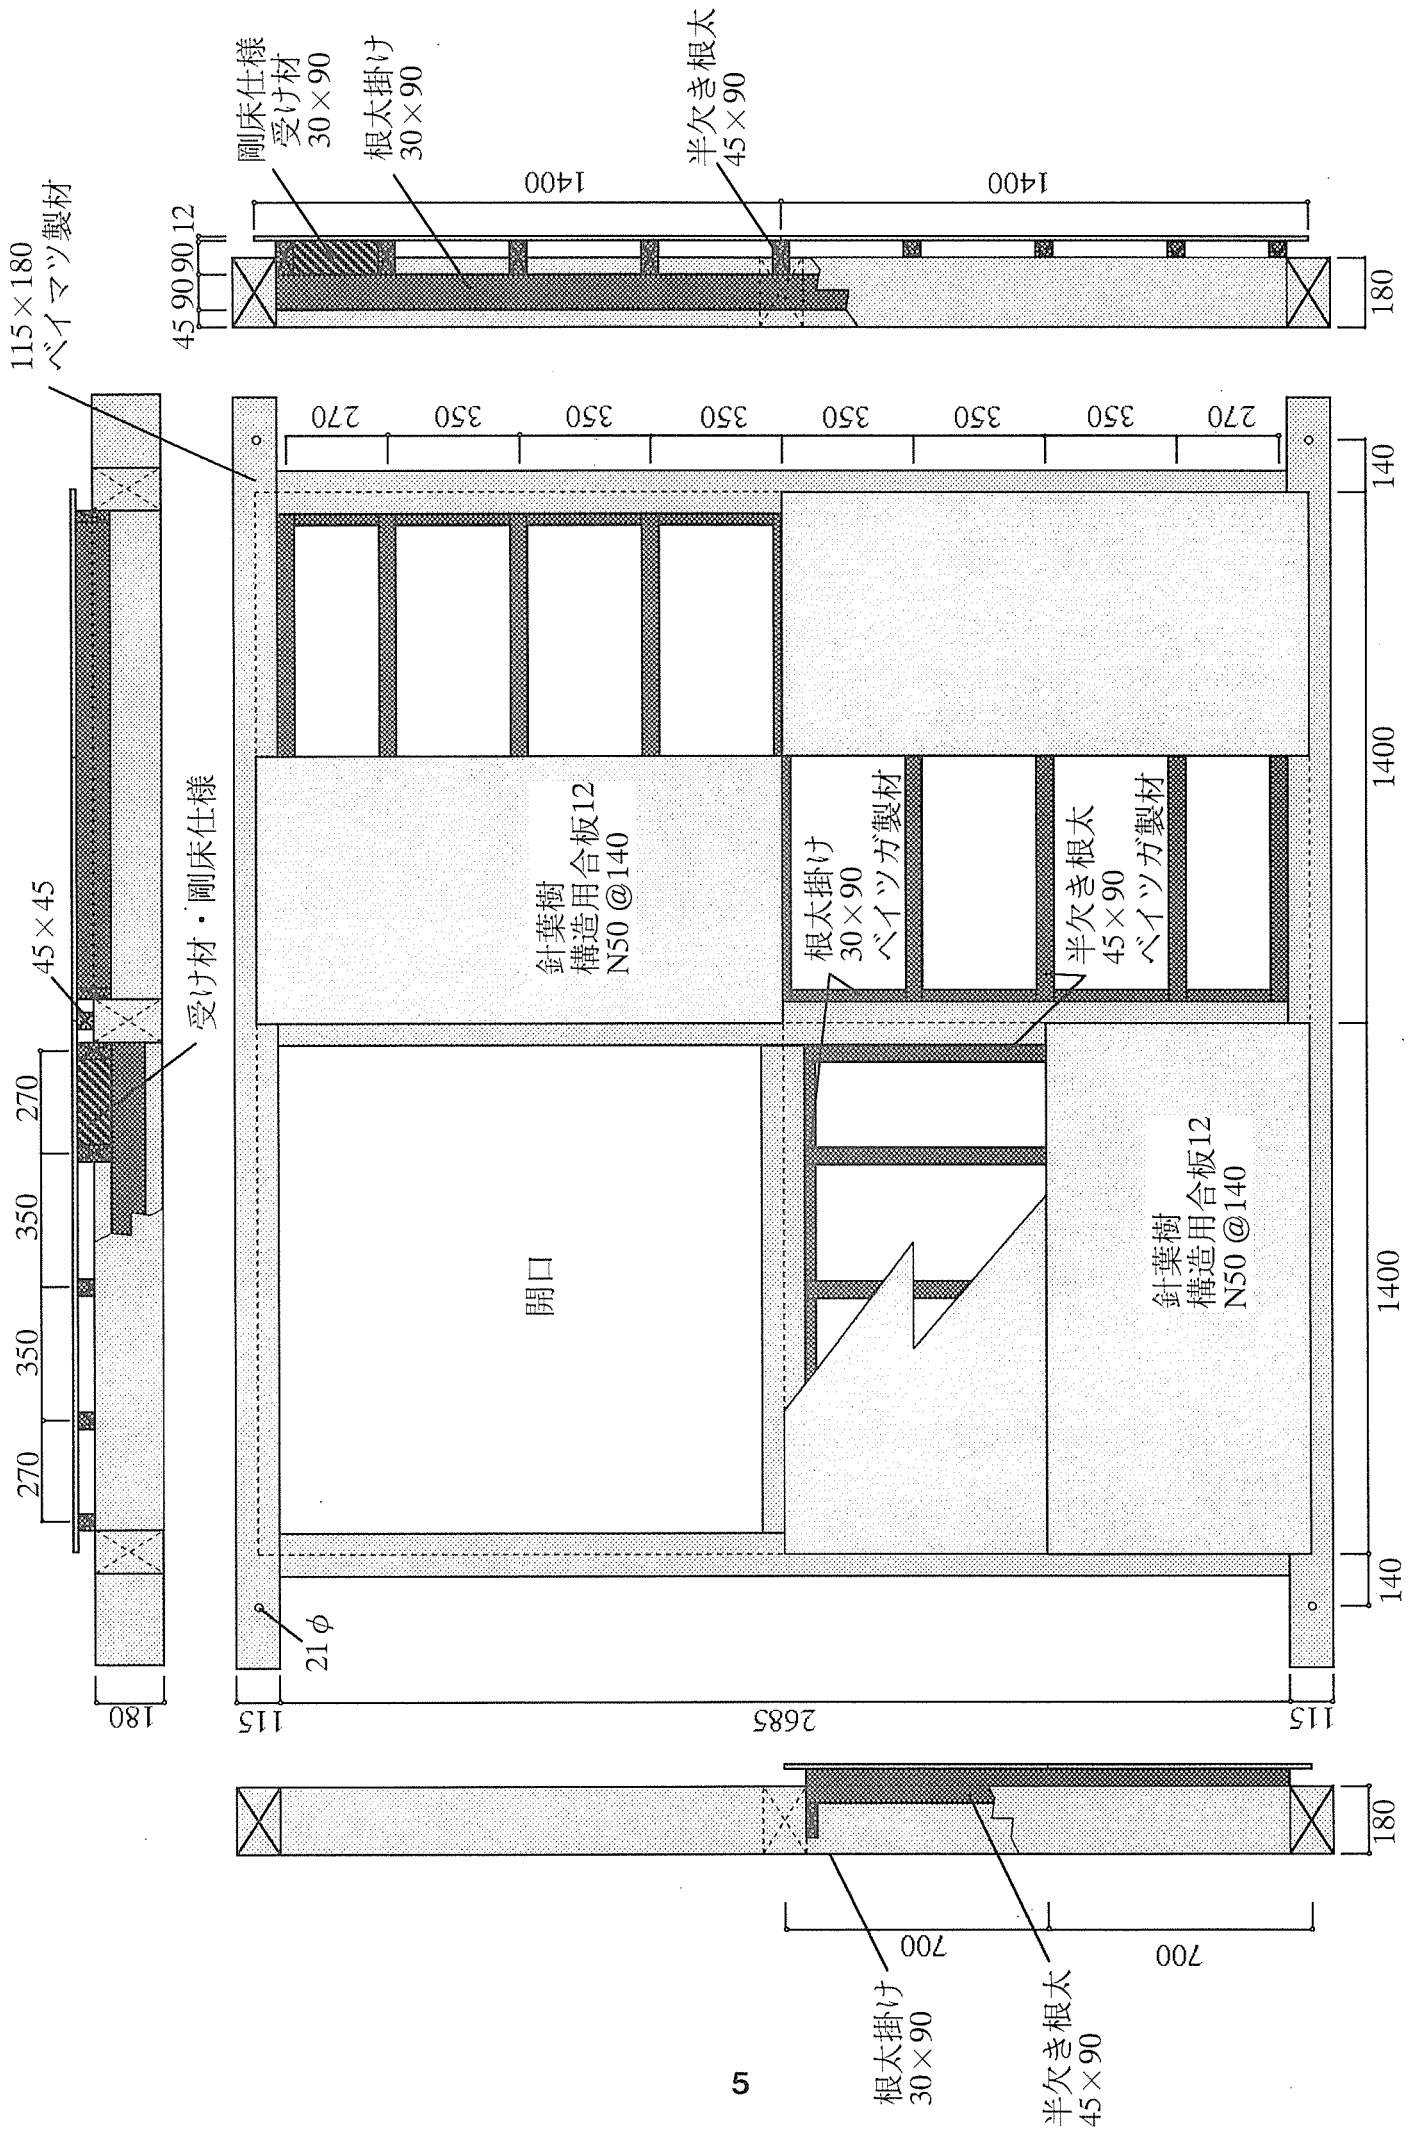 115×180
ベイマツ製材
45 90 90 12
剛床仕様
受け材
30×90
根太掛け
30×90
半欠き根太
45×90
1400
1400
180
270
350
350
270
45×45
受け材・剛床仕様
180
270
350
350
350
350
350
350
270
針葉樹
構造用合板12
N50@140
根太掛け
30×90
ベイツガ製材
半欠き根太
45×90
ベイツガ製材
開口
針葉樹
構造用合板12
N50@140
21φ
140
1400
1400
140
115
2685
115
根太掛け
30×90
半欠き根太
45×90
700
700
180
5